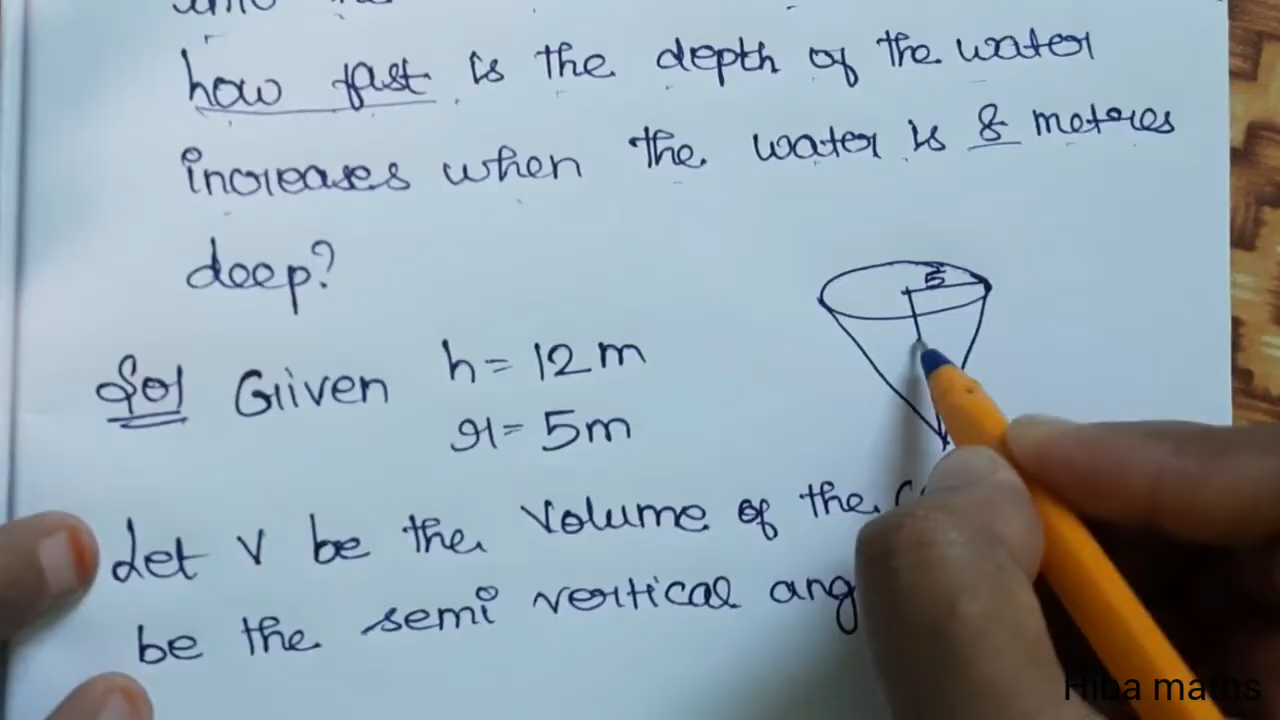 how fast is the depth of the water
increases when the water is 8 metres
deep?
5
Sol Given h = 12 m
r = 5m
Let V be the volume of the
be the semi vertical ang
Hiba maths